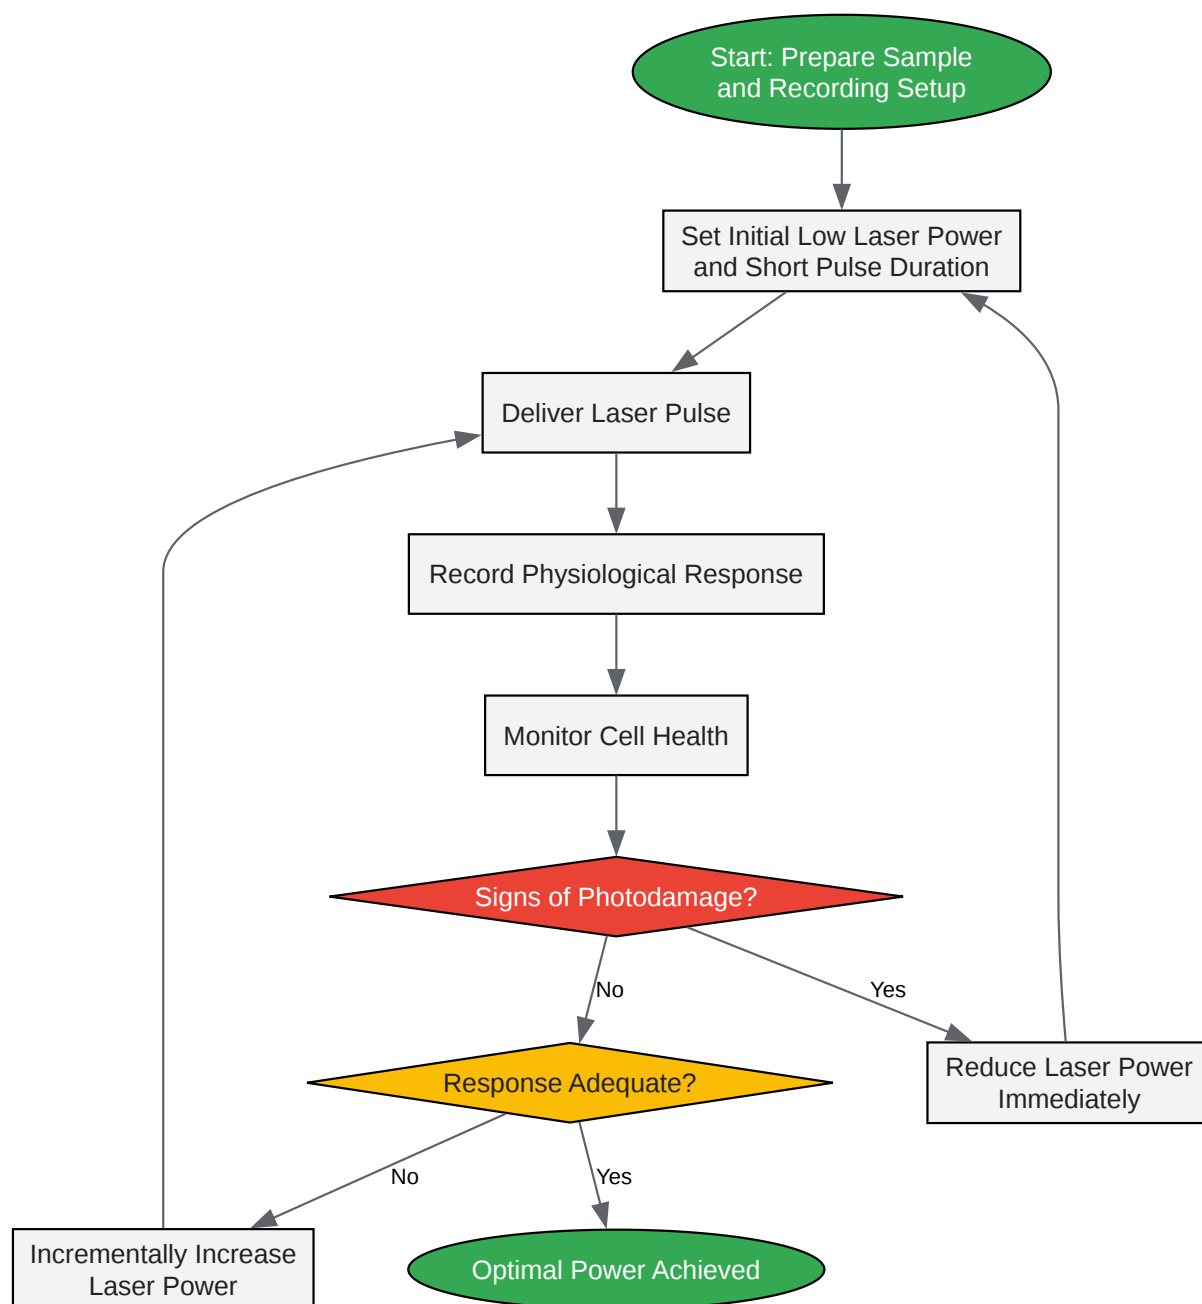 Start: Prepare Sample
and Recording Setup
Set Initial Low Laser Power
and Short Pulse Duration
Deliver Laser Pulse
Record Physiological Response
Monitor Cell Health
Signs of Photodamage?
No
Yes
Response Adequate?
Reduce Laser Power
Immediately
No
Yes
Incrementally Increase
Laser Power
Optimal Power Achieved